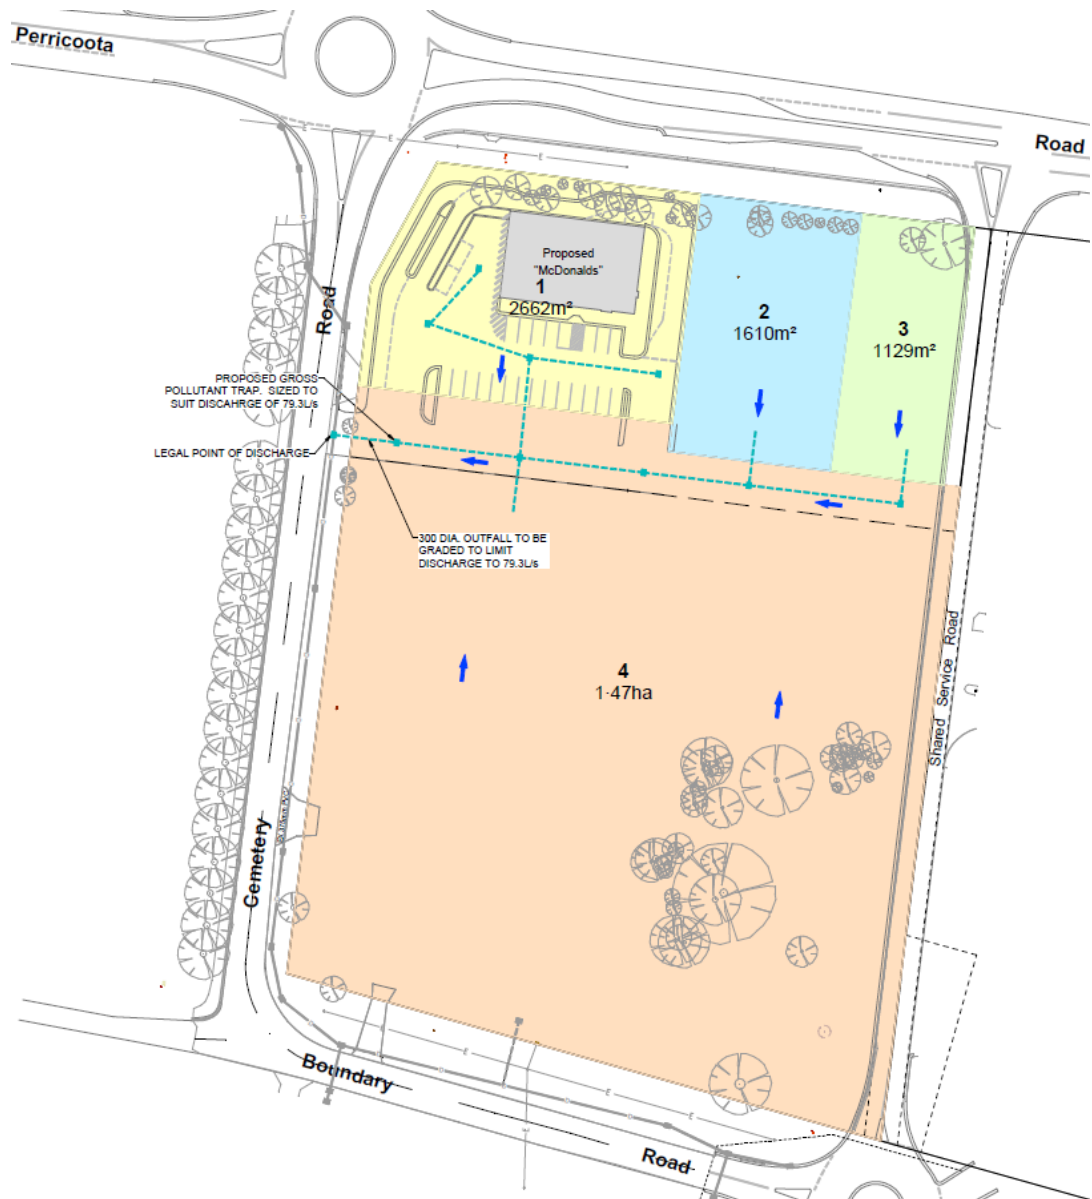 Perricoota
Road
Road
Proposed
"McDonalds"
1
2662m²
2
1610m²
3
1129m²
PROPOSED GROSS
POLLUTANT TRAP. SIZED TO
SUIT DISCAHRGE OF 79.3L/s
LEGAL POINT OF DISCHARGE
300 DIA. OUTFALL TO BE
GRADED TO LIMIT
DISCHARGE TO 79.3L/s
4
1·47ha
Shared Service Road
Cemetery
Boundary
Road
E
E
E
E
E
E
E